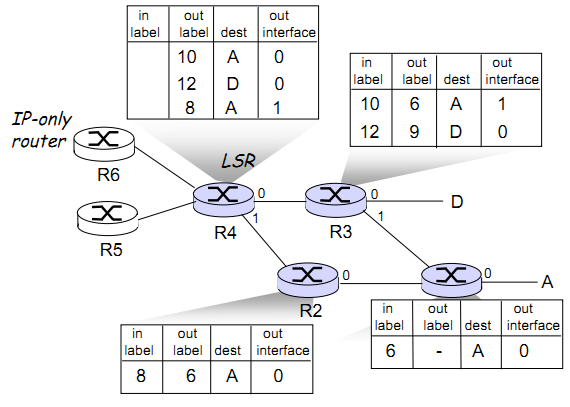 in out out
label label dest interface
10 A 0
12 D 0
8 A 1
in out out
label label dest interface
10 6 A 1
12 9 D 0
IP-only
router
R6
LSR
0
1
R4
R5
0
1
R3
D
0
R2
0
A
in out out
label label dest interface
6 - A 0
in out out
label label dest interface
8 6 A 0